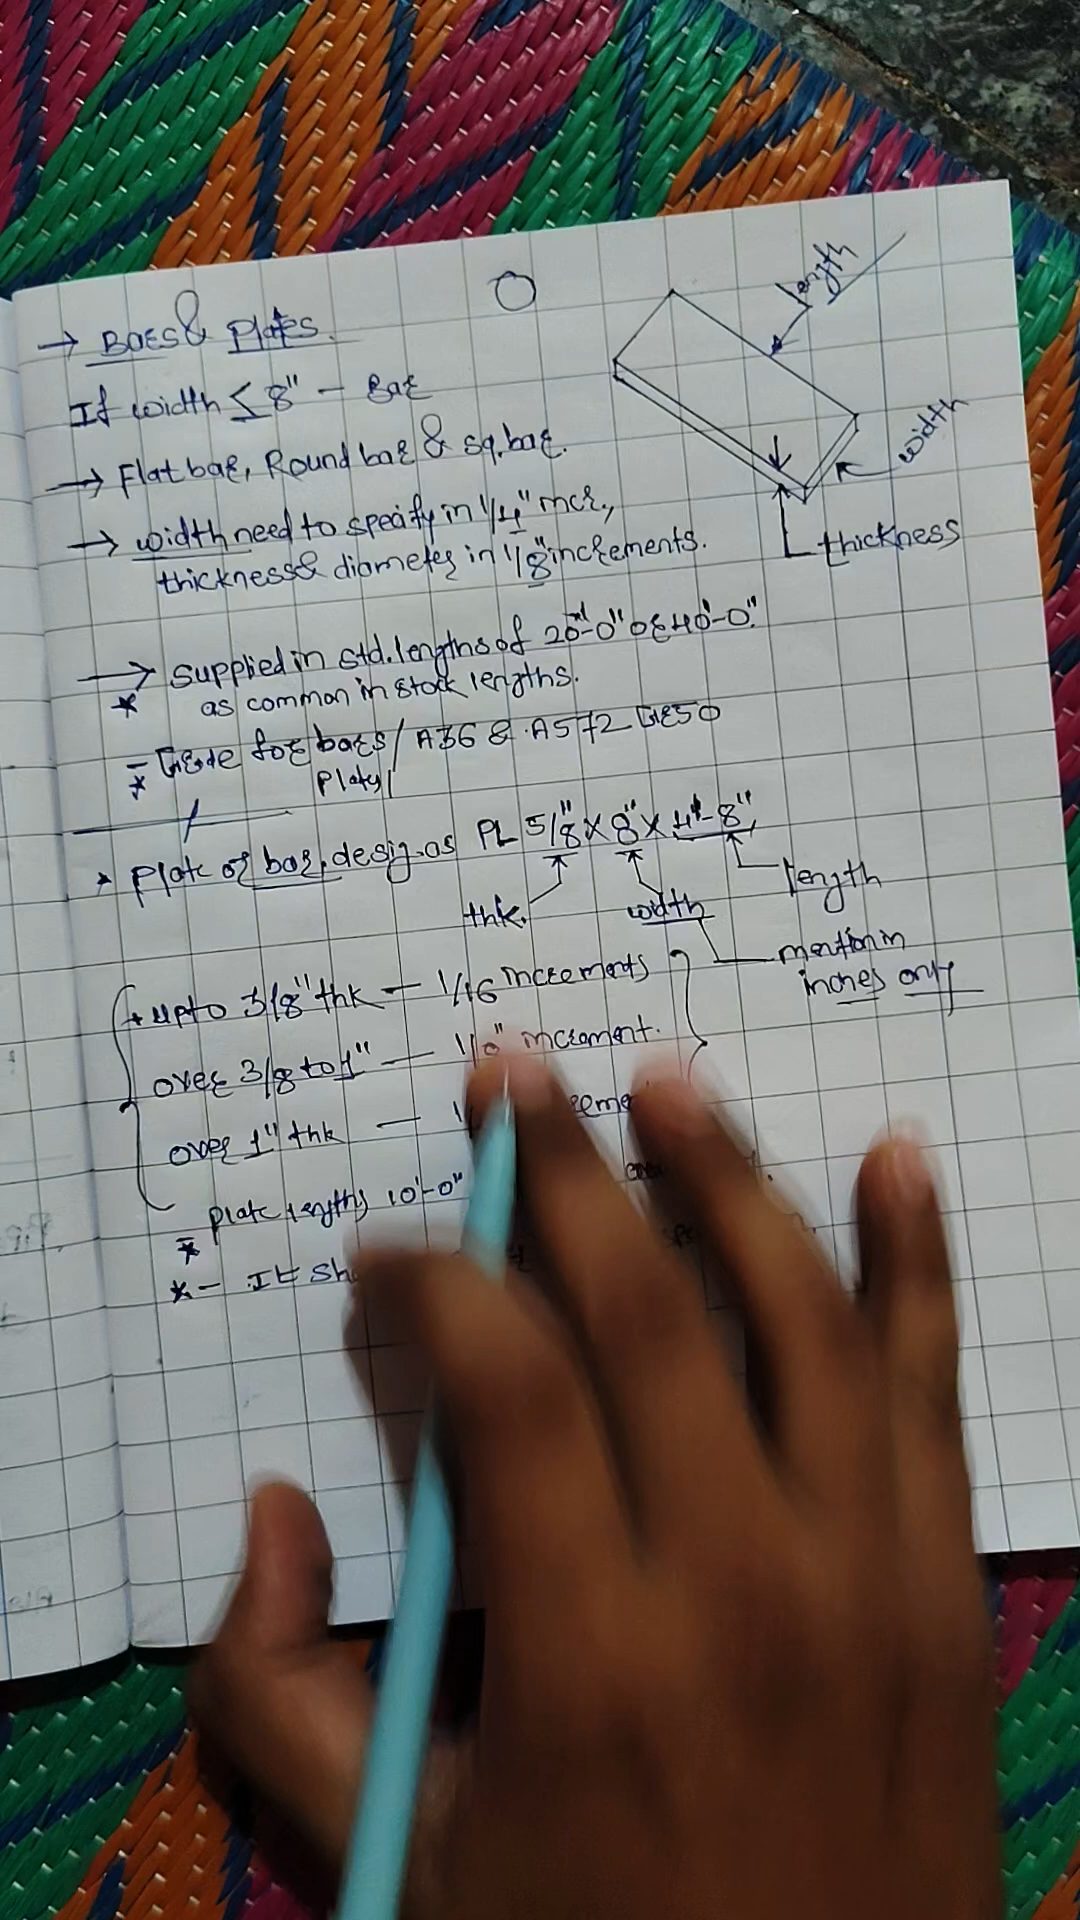 → Bars & Plates.
If width ≤ 8" - Bar
→ Flat bar, Round bar & sq. bar.
→ width need to specify in 1/4" incr.,
thickness & diameter in 1/8" increments.
length
width
thickness
→ Supplied in std. lengths of 20'-0" or 40'-0".
* as common in stock lengths.
* - Grade for bars/ A36 & A572 Gr50
plates
* plate or bar, desig. as PL 5/8" x 8" x 4'-8"
thk. width length
mention in
inches only
* upto 3/8" thk - 1/16 increments
over 3/8 to 1" - 1/8" increment.
over 1" thk -
* plate lengths 10'-0"
* - It